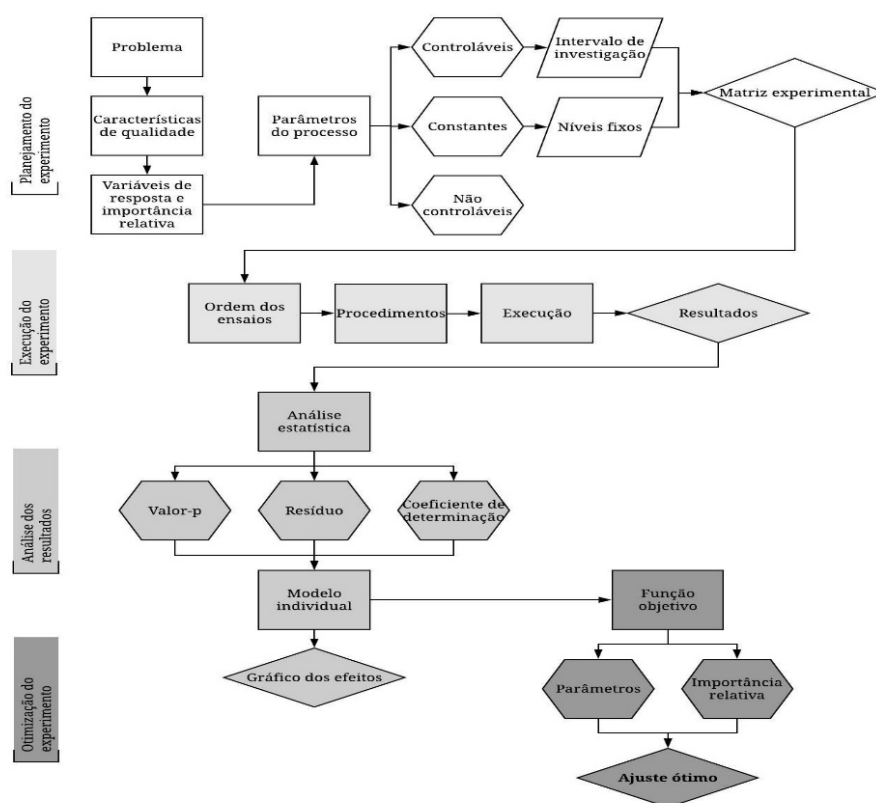 Planejamento do
experimento
Problema
Características
de qualidade
Variáveis de
resposta e
importância
relativa
Parâmetros
do processo
Controláveis
Constantes
Não
controláveis
Intervalo de
investigação
Níveis fixos
Matriz experimental
Execução do
experimento
Ordem dos
ensaios
Procedimentos
Execução
Resultados
Análise dos
resultados
Análise
estatística
Valor-p
Resíduo
Coeficiente de
determinação
Modelo
individual
Gráfico dos efeitos
Otimização do
experimento
Função
objetivo
Parâmetros
Importância
relativa
Ajuste ótimo